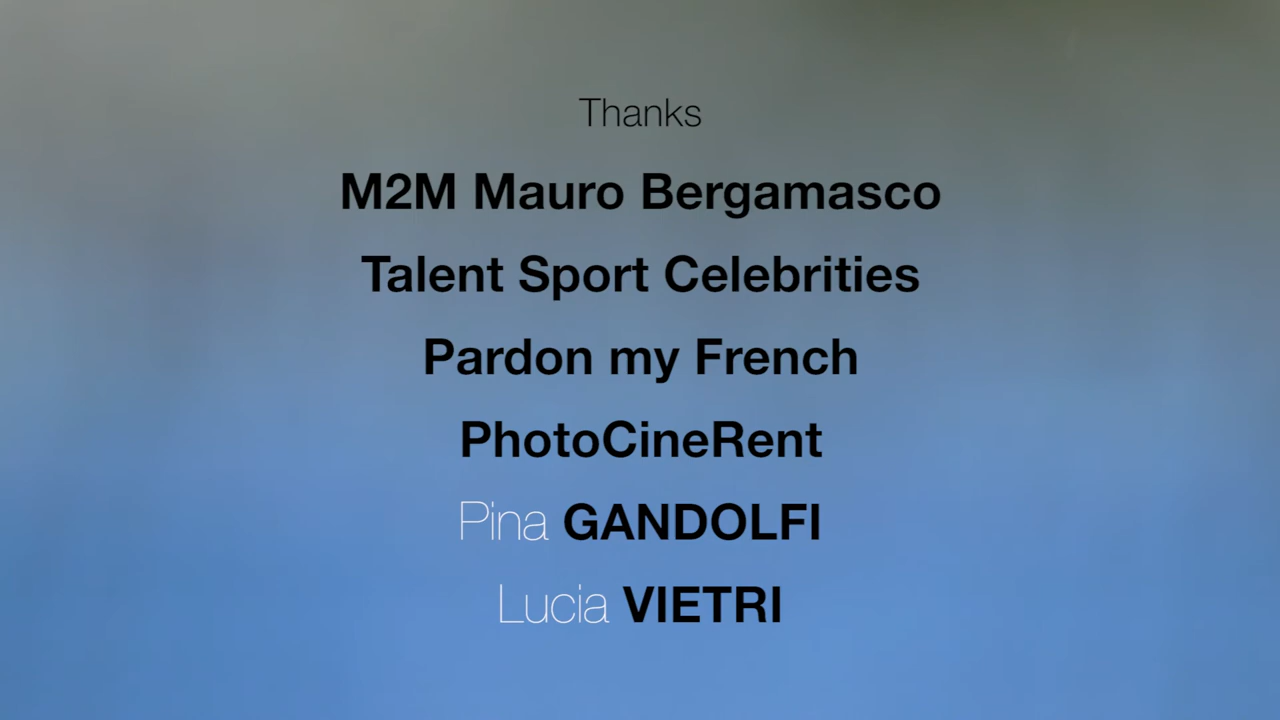 Thanks
M2M Mauro Bergamasco
Talent Sport Celebrities
Pardon my French
PhotoCineRent
Pina GANDOLFI
Lucia VIETRI